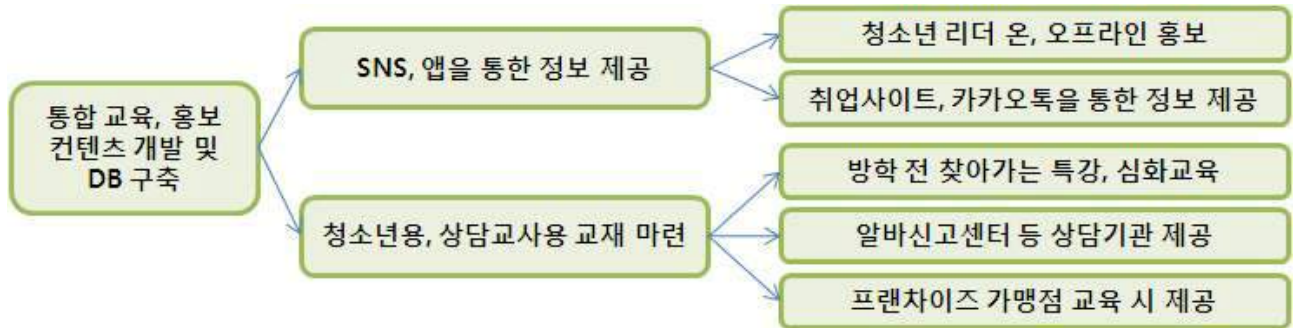 통합 교육, 홍보
컨텐츠 개발 및
DB 구축
SNS, 앱을 통한 정보 제공
청소년 리더 온, 오프라인 홍보
취업사이트, 카카오톡을 통한 정보 제공
청소년용, 상담교사용 교재 마련
방학 전 찾아가는 특강, 심화교육
알바신고센터 등 상담기관 제공
프랜차이즈 가맹점 교육 시 제공